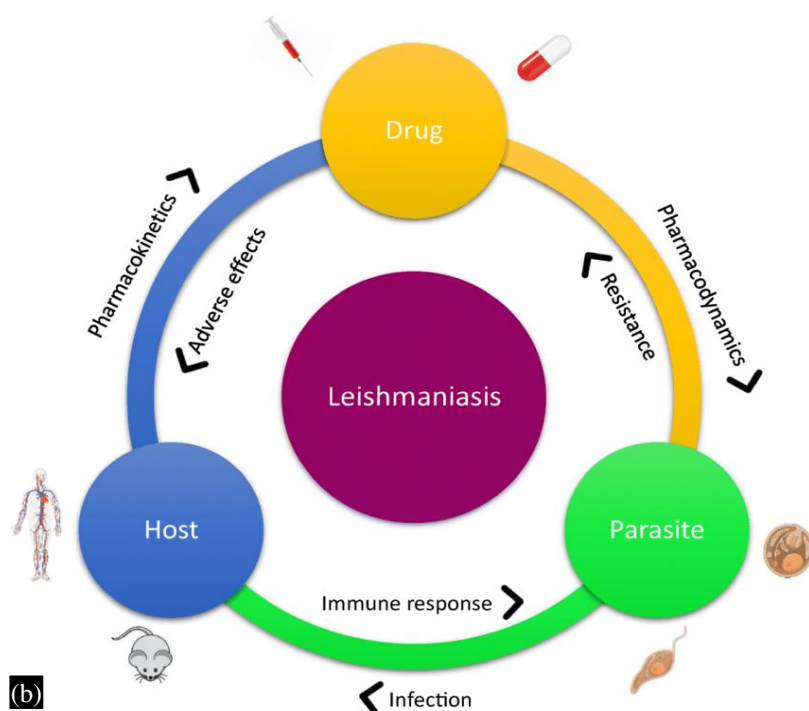 Drug
Pharmacokinetics
Adverse effects
Resistance
Pharmacodynamics
Leishmaniasis
Host
Parasite
Immune response
Infection
(b)